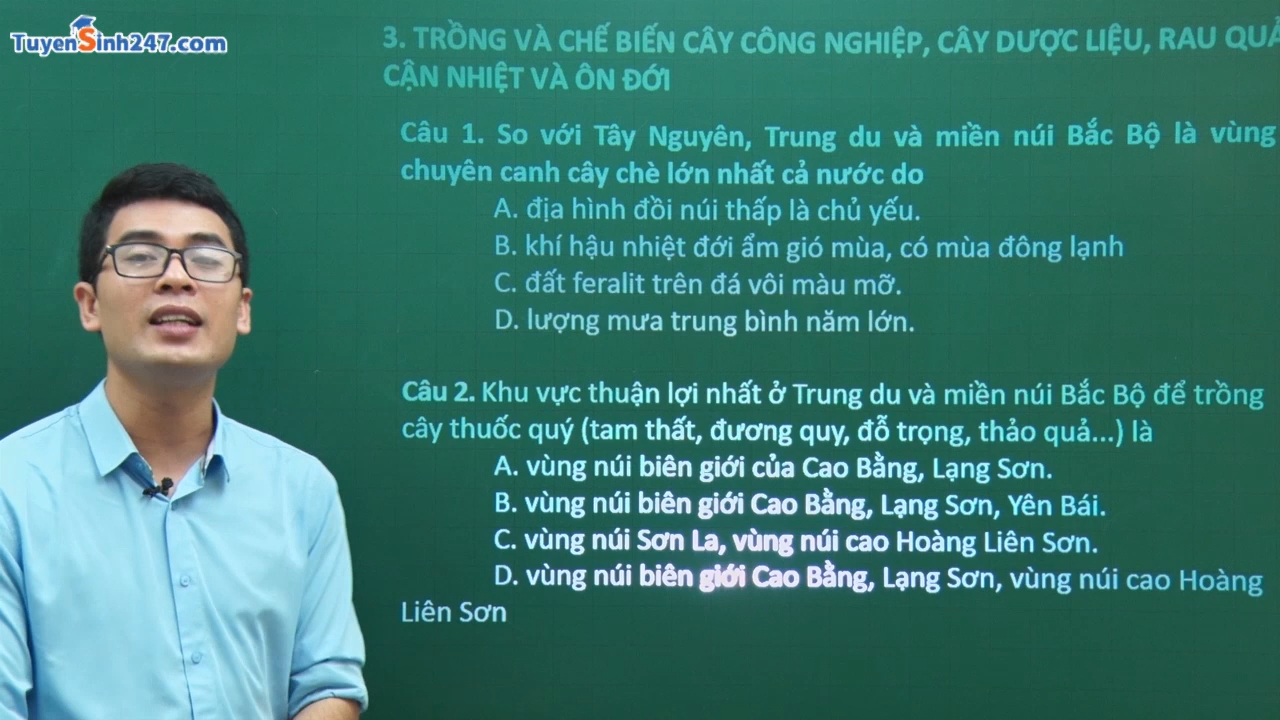 TuyenSinh247.com
3. TRỒNG VÀ CHẾ BIẾN CÂY CÔNG NGHIỆP, CÂY DƯỢC LIỆU, RAU QUẢ
CẬN NHIỆT VÀ ÔN ĐỚI
Câu 1. So với Tây Nguyên, Trung du và miền núi Bắc Bộ là vùng
chuyên canh cây chè lớn nhất cả nước do
A. địa hình đồi núi thấp là chủ yếu.
B. khí hậu nhiệt đới ẩm gió mùa, có mùa đông lạnh
C. đất feralit trên đá vôi màu mỡ.
D. lượng mưa trung bình năm lớn.
Câu 2. Khu vực thuận lợi nhất ở Trung du và miền núi Bắc Bộ để trồng
cây thuốc quý (tam thất, đương quy, đỗ trọng, thảo quả...) là
A. vùng núi biên giới của Cao Bằng, Lạng Sơn.
B. vùng núi biên giới Cao Bằng, Lạng Sơn, Yên Bái.
C. vùng núi Sơn La, vùng núi cao Hoàng Liên Sơn.
D. vùng núi biên giới Cao Bằng, Lạng Sơn, vùng núi cao Hoàng
Liên Sơn